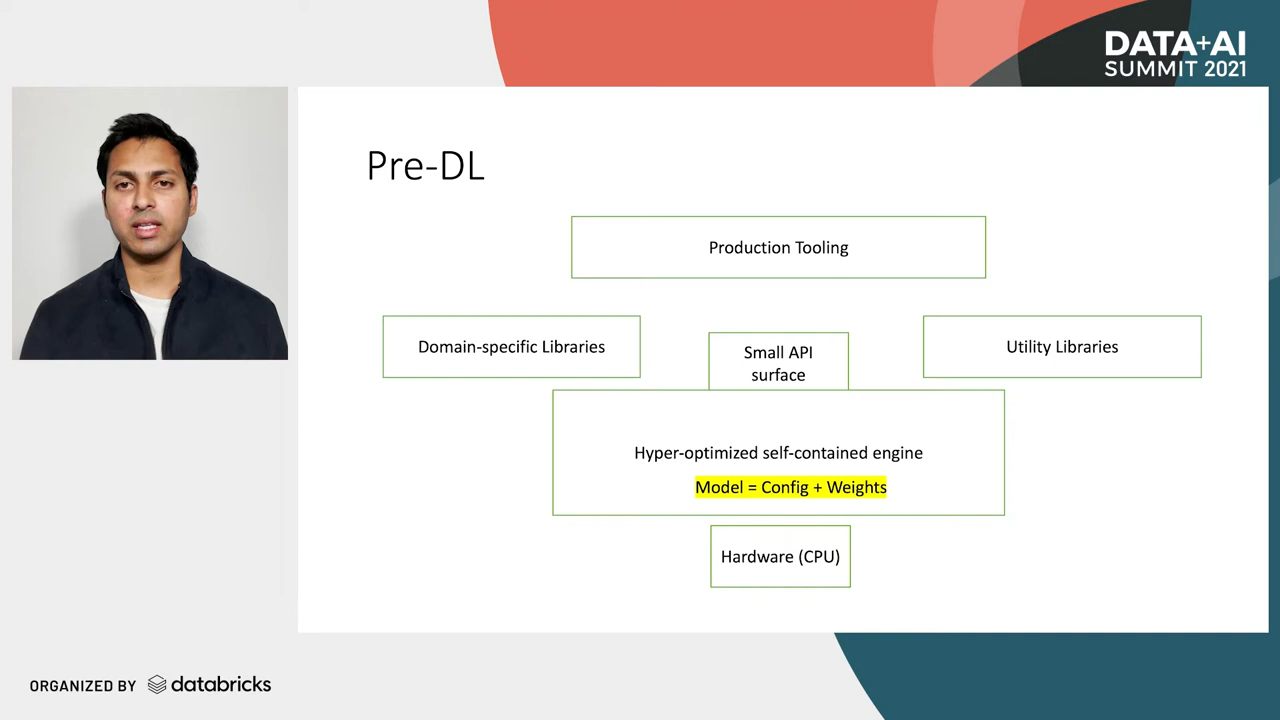 DATA+AI
SUMMIT 2021
Pre-DL
Production Tooling
Domain-specific Libraries
Small API
surface
Utility Libraries
Hyper-optimized self-contained engine
Model = Config + Weights
Hardware (CPU)
ORGANIZED BY databricks